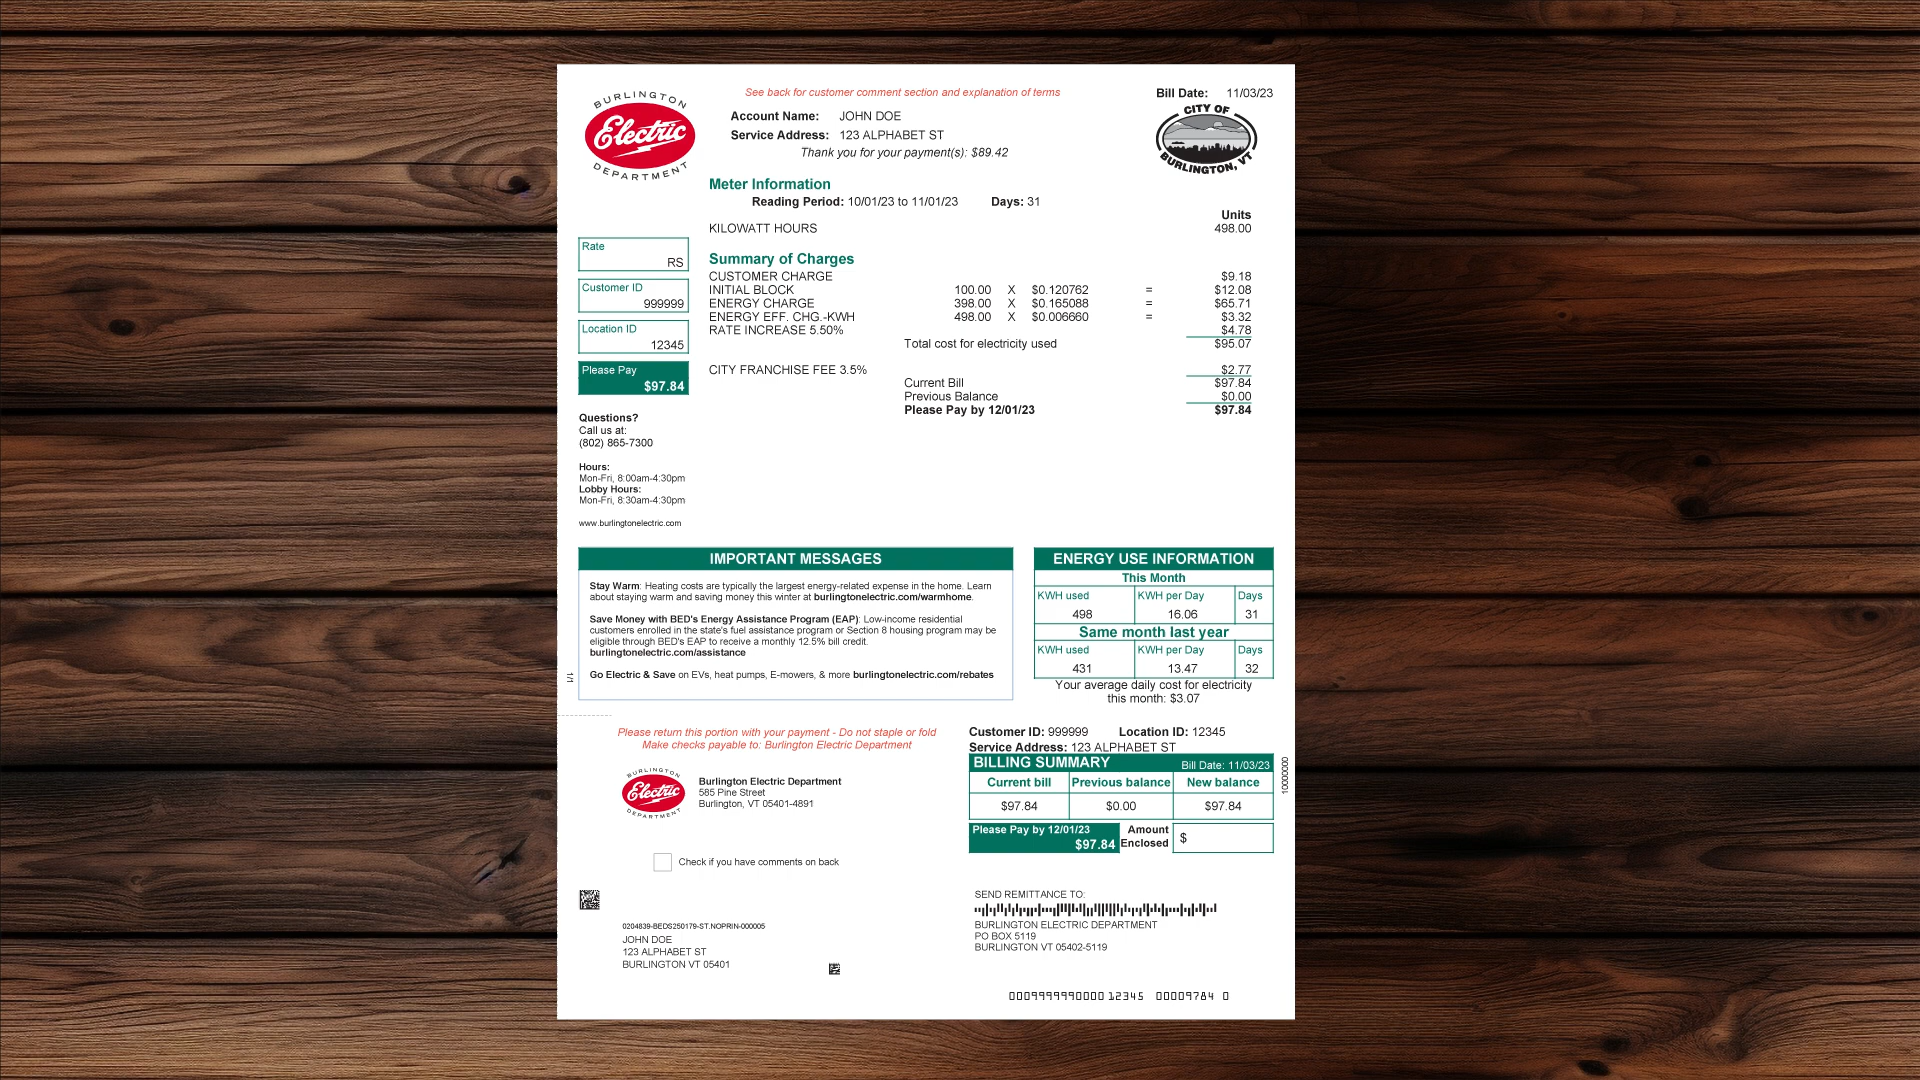 BURLINGTON
Electric
DEPARTMENT
See back for customer comment section and explanation of terms
Bill Date: 11/03/23
Account Name: JOHN DOE
Service Address: 123 ALPHABET ST
Thank you for your payment(s): $89.42
CITY OF
BURLINGTON, VT
Meter Information
Reading Period: 10/01/23 to 11/01/23 Days: 31
Units
KILOWATT HOURS 498.00
Rate
RS
Customer ID
999999
Location ID
12345
Please Pay
$97.84
Summary of Charges
CUSTOMER CHARGE $9.18
INITIAL BLOCK 100.00 X $0.120762 = $12.08
ENERGY CHARGE 398.00 X $0.165088 = $65.71
ENERGY EFF. CHG.-KWH 498.00 X $0.006660 = $3.32
RATE INCREASE 5.50% $4.78
Total cost for electricity used $95.07
CITY FRANCHISE FEE 3.5% $2.77
Current Bill $97.84
Previous Balance $0.00
Please Pay by 12/01/23 $97.84
Questions?
Call us at:
(802) 865-7300
Hours:
Mon-Fri, 8:00am-4:30pm
Lobby Hours:
Mon-Fri, 8:30am-4:30pm
www.burlingtonelectric.com
IMPORTANT MESSAGES
Stay Warm: Heating costs are typically the largest energy-related expense in the home. Learn
about staying warm and saving money this winter at burlingtonelectric.com/warmhome.
Save Money with BED's Energy Assistance Program (EAP): Low-income residential
customers enrolled in the state's fuel assistance program or Section 8 housing program may be
eligible through BED's EAP to receive a monthly 12.5% bill credit.
burlingtonelectric.com/assistance
Go Electric & Save on EVs, heat pumps, E-mowers, & more burlingtonelectric.com/rebates
1/1
ENERGY USE INFORMATION
This Month
KWH used KWH per Day Days
498 16.06 31
Same month last year
KWH used KWH per Day Days
431 13.47 32
Your average daily cost for electricity
this month: $3.07
Please return this portion with your payment - Do not staple or fold
Make checks payable to: Burlington Electric Department
BURLINGTON
Electric
DEPARTMENT
Burlington Electric Department
585 Pine Street
Burlington, VT 05401-4891
Check if you have comments on back
Customer ID: 999999 Location ID: 12345
Service Address: 123 ALPHABET ST
BILLING SUMMARY Bill Date: 11/03/23
Current bill Previous balance New balance
$97.84 $0.00 $97.84
Please Pay by 12/01/23
$97.84
Amount
Enclosed
$
10000000
0204839-BEDS250179-ST.NOPRIN-000005
JOHN DOE
123 ALPHABET ST
BURLINGTON VT 05401
SEND REMITTANCE TO:
BURLINGTON ELECTRIC DEPARTMENT
PO BOX 5119
BURLINGTON VT 05402-5119
0009999990000 12345 00009784 0